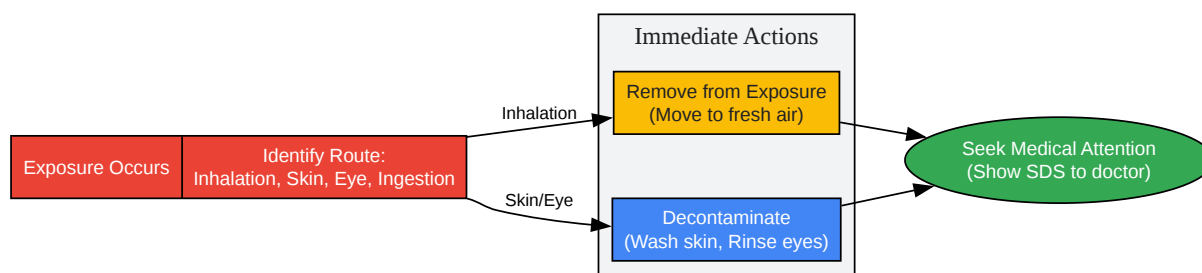 Immediate Actions
Exposure Occurs
Identify Route:
Inhalation, Skin, Eye, Ingestion
Inhalation
Skin/Eye
Remove from Exposure
(Move to fresh air)
Decontaminate
(Wash skin, Rinse eyes)
Seek Medical Attention
(Show SDS to doctor)